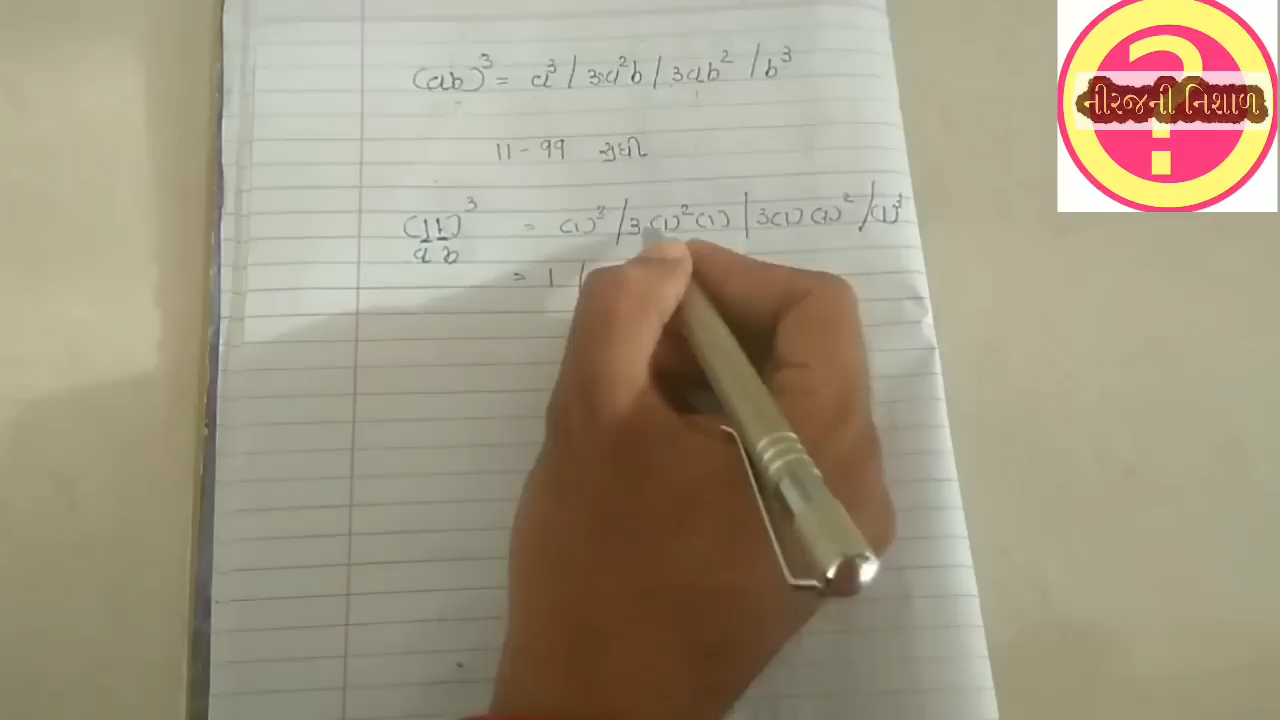 (ab)³ = a³ / 3a²b / 3ab² / b³
11 - 99 સુધી
(11)³ = (1)³ / 3(1)²(1) | 3(1)(1)² / (1)³
a b
= 1 /
?
નીરજની નિશાળ